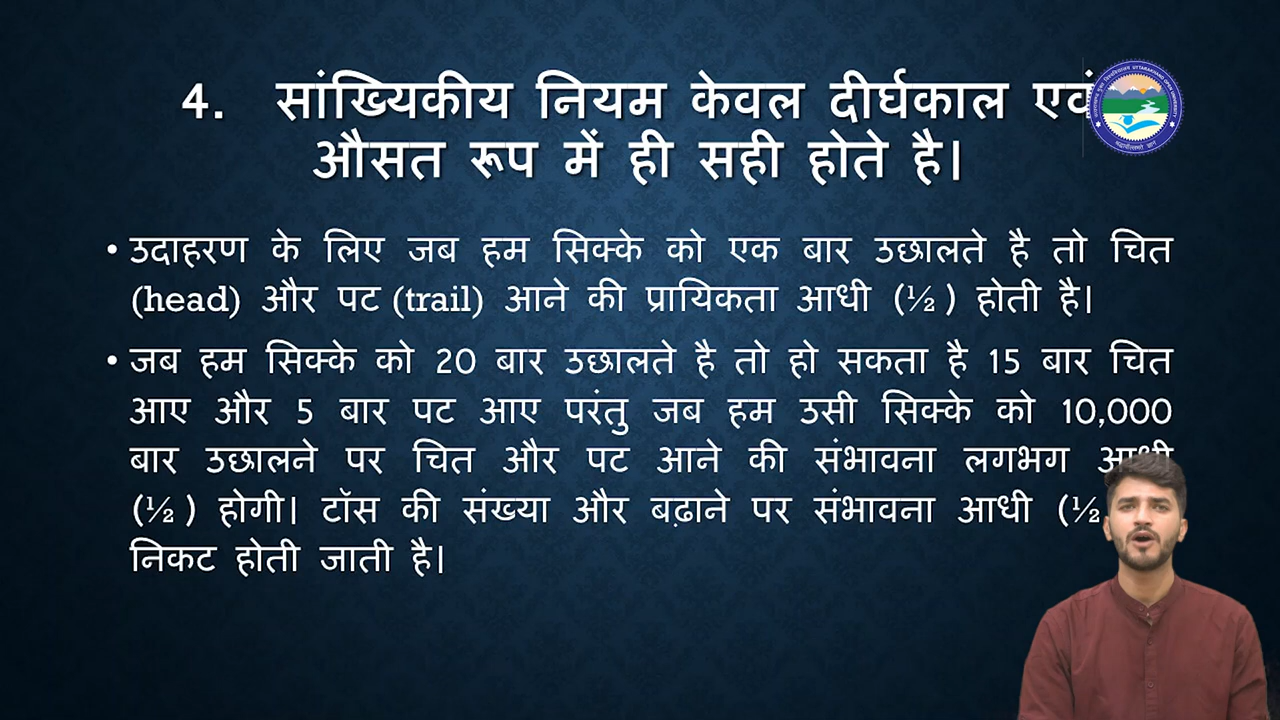 4. सांख्यिकीय नियम केवल दीर्घकाल एवं
औसत रूप में ही सही होते है।
• उदाहरण के लिए जब हम सिक्के को एक बार उछालते है तो चित
(head) और पट (trail) आने की प्रायिकता आधी (½ ) होती है।
• जब हम सिक्के को 20 बार उछालते है तो हो सकता है 15 बार चित
आए और 5 बार पट आए परंतु जब हम उसी सिक्के को 10,000
बार उछालने पर चित और पट आने की संभावना लगभग आधी
(½ ) होगी। टॉस की संख्या और बढ़ाने पर संभावना आधी (½
निकट होती जाती है।